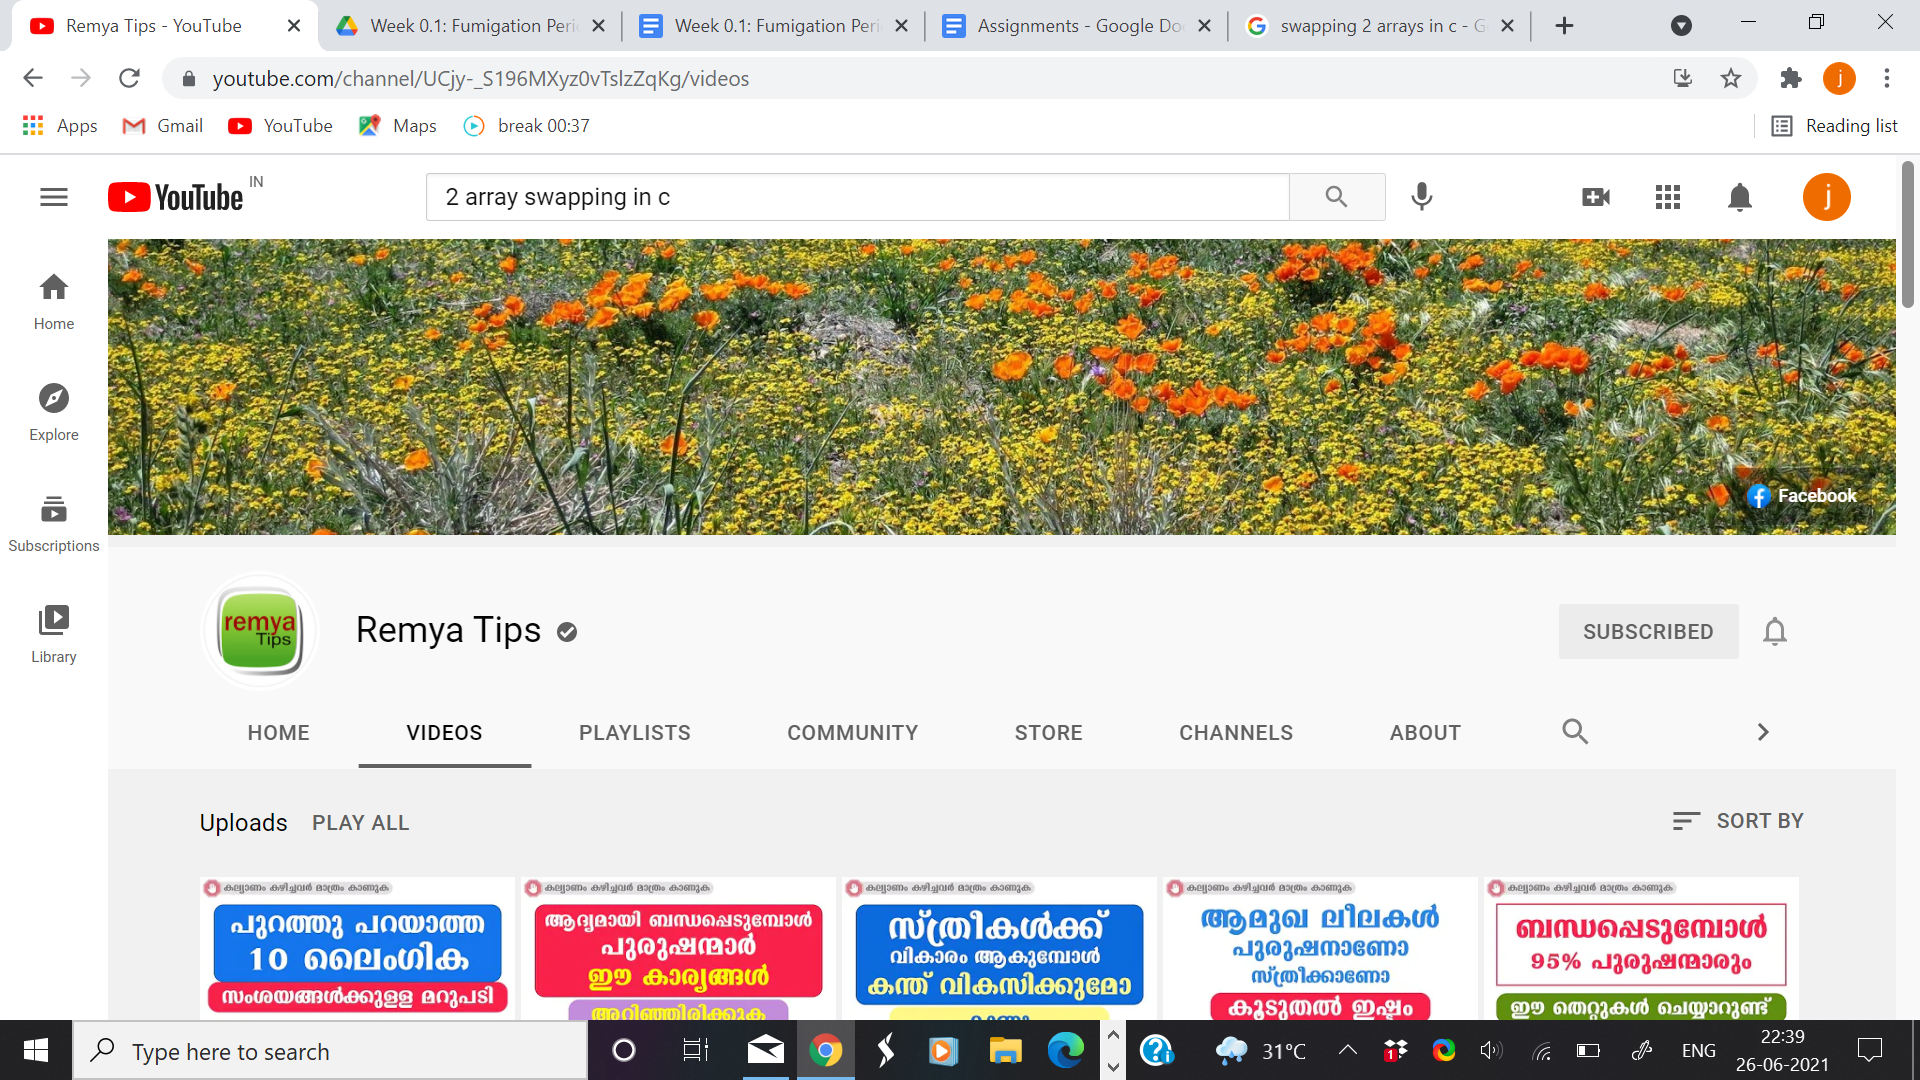 Remya Tips - YouTube
Week 0.1: Fumigation Peri
Week 0.1: Fumigation Peri
Assignments - Google Do
swapping 2 arrays in c - G
youtube.com/channel/UCjy-_S196MXyz0vTslzZqKg/videos
j
Apps
Gmail
YouTube
Maps
break 00:37
Reading list
YouTube IN
2 array swapping in c
j
Home
Explore
Subscriptions
Library
Facebook
remya
Tips
Remya Tips
SUBSCRIBED
HOME
VIDEOS
PLAYLISTS
COMMUNITY
STORE
CHANNELS
ABOUT
Uploads
PLAY ALL
SORT BY
കല്യാണം കഴിച്ചവർ മാത്രം കാണുക
പുറത്തു പറയാത്ത
10 ലൈംഗിക
സംശയങ്ങൾക്കുള്ള മറുപടി
കല്യാണം കഴിച്ചവർ മാത്രം കാണുക
ആദ്യമായി ബന്ധപ്പെടുമ്പോൾ
പുരുഷന്മാർ
ഈ കാര്യങ്ങൾ
അറിഞ്ഞിരിക്കുക
കല്യാണം കഴിച്ചവർ മാത്രം കാണുക
സ്ത്രീകൾക്ക്
വികാരം ആകുമ്പോൾ
കന്ത് വികസിക്കുമോ
കല്യാണം കഴിച്ചവർ മാത്രം കാണുക
ആമുഖ ലീലകൾ
പുരുഷനാണോ
സ്ത്രീക്കാണോ
കൂടുതൽ ഇഷ്ടം
കല്യാണം കഴിച്ചവർ മാത്രം കാണുക
ബന്ധപ്പെടുമ്പോൾ
95% പുരുഷന്മാരും
ഈ തെറ്റുകൾ ചെയ്യാറുണ്ട്
Type here to search
1
31°C
ENG
22:39
26-06-2021